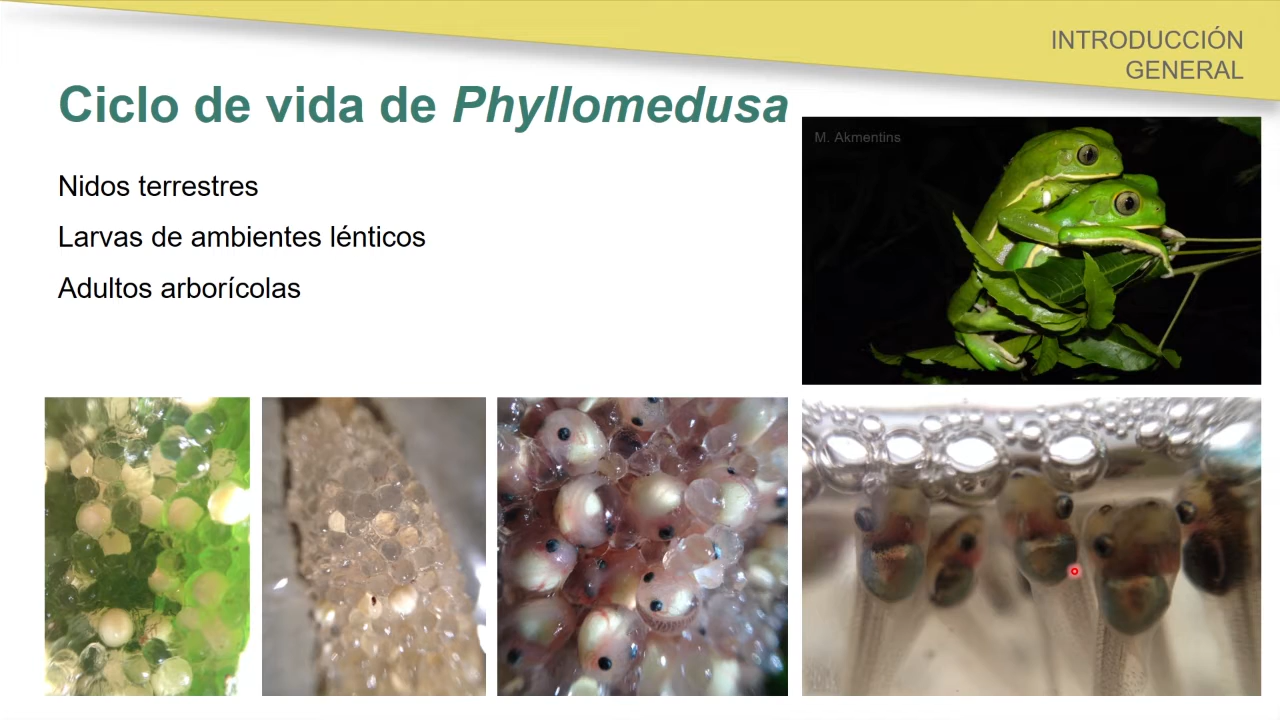 INTRODUCCIÓN
GENERAL
Ciclo de vida de Phyllomedusa
M. Akmentins
Nidos terrestres
Larvas de ambientes lénticos
Adultos arborícolas